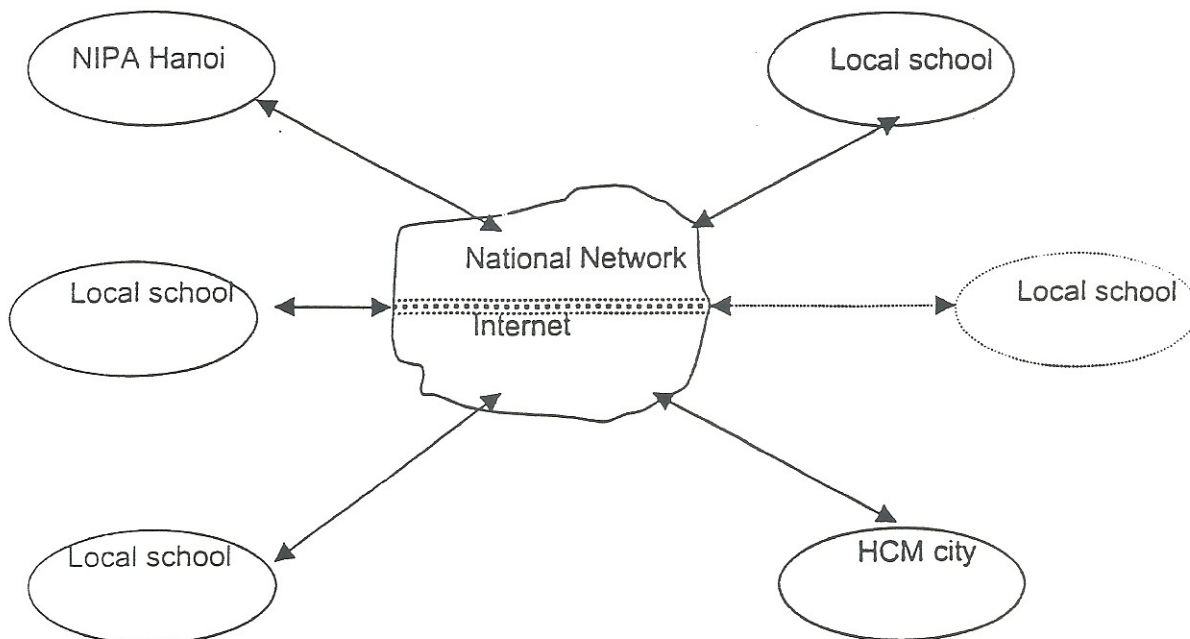 NIPA Hanoi
Local school
National Network
Local school
Local school
Internet
Local school
HCM city